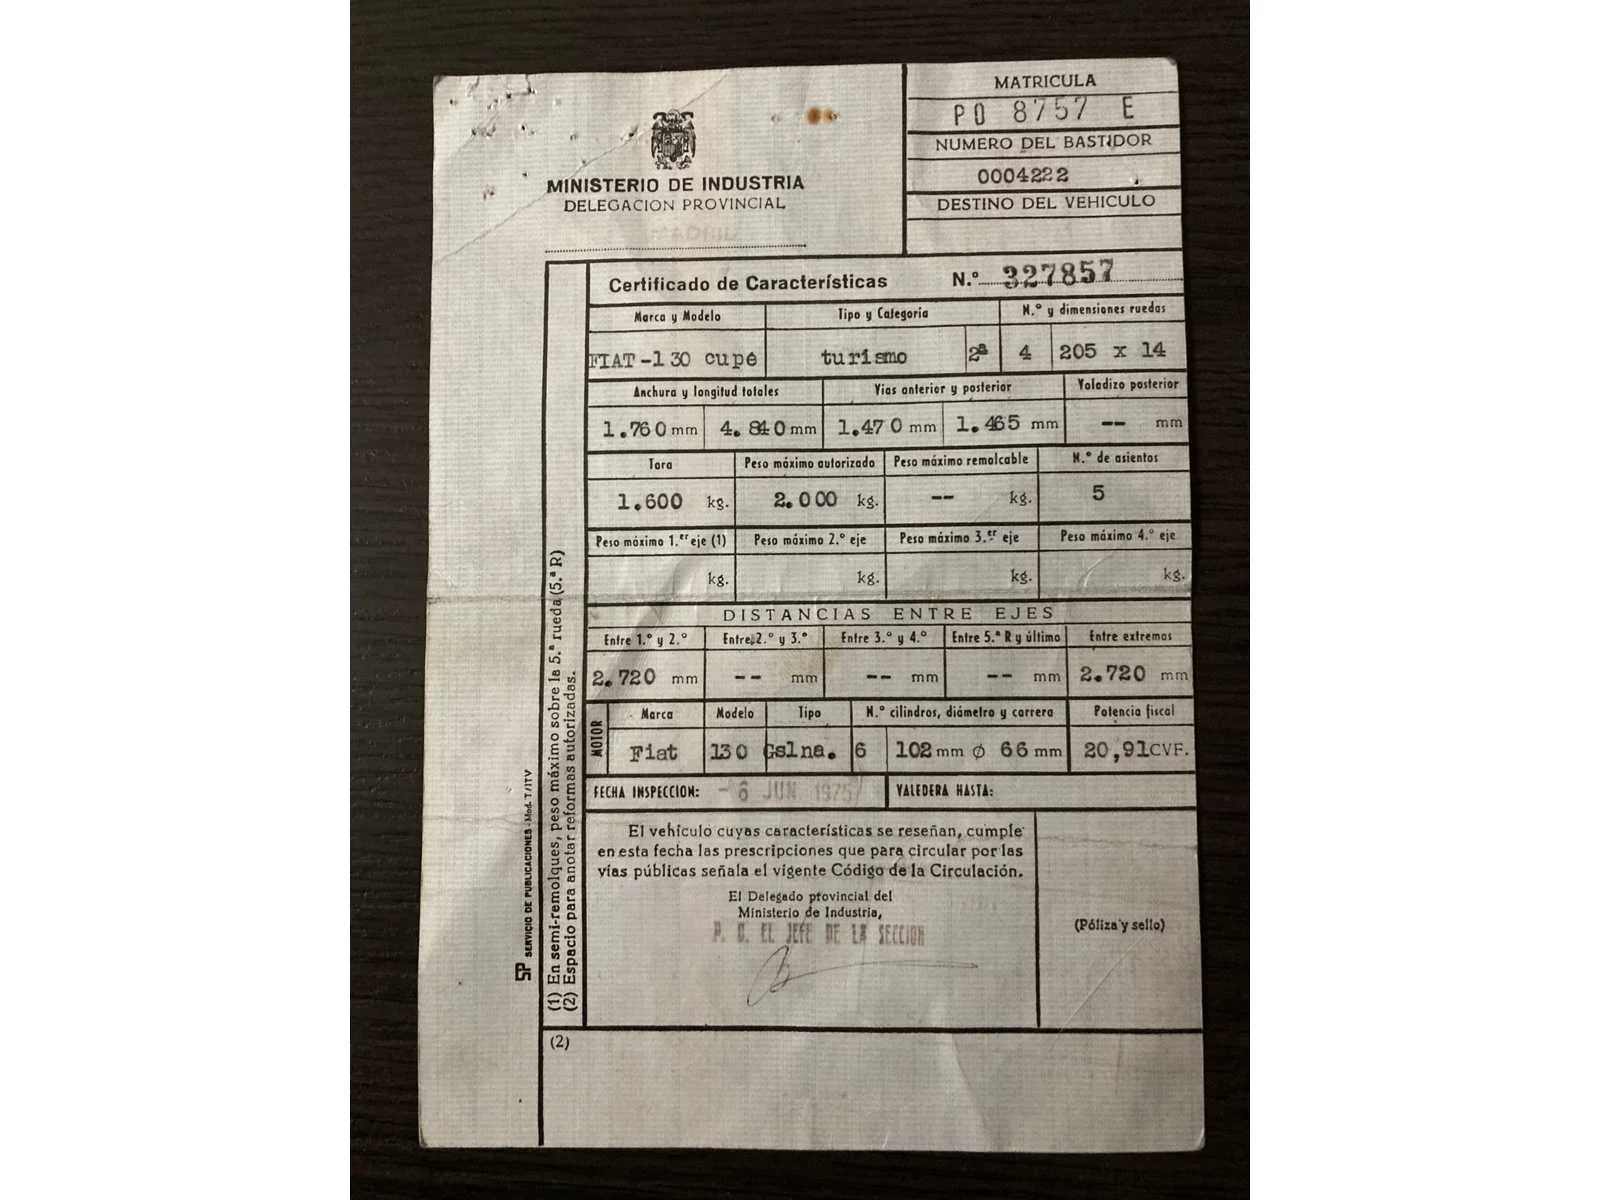 MATRICULA
PO 8757 E
NUMERO DEL BASTIDOR
0004222
DESTINO DEL VEHICULO
MINISTERIO DE INDUSTRIA
DELEGACION PROVINCIAL
Certificado de Características N.º 327857
Marca y Modelo Tipo y Categoría N.º y dimensiones ruedas
FIAT-130 cupé turismo 2ª 4 205 x 14
Anchura y longitud totales Vías anterior y posterior Voladizo posterior
1.760 mm 4.840 mm 1.470 mm 1.465 mm -- mm
Tara Peso máximo autorizado Peso máximo remolcable N.º de asientos
1.600 kg. 2.000 kg. -- kg. 5
Peso máximo 1.er eje (1) Peso máximo 2.º eje Peso máximo 3.er eje Peso máximo 4.º eje
kg. kg. kg. kg.
DISTANCIAS ENTRE EJES
Entre 1.º y 2.º Entre 2.º y 3.º Entre 3.º y 4.º Entre 5.ª R y último Entre extremos
2.720 mm -- mm -- mm -- mm 2.720 mm
MOTOR
Marca Modelo Tipo N.º cilindros, diámetro y carrera Potencia fiscal
Fiat 130 Gslna. 6 102 mm ϕ 66 mm 20,91 CVF.
FECHA INSPECCION: - 6 JUN 1975 VALEDERA HASTA:
El vehículo cuyas características se reseñan, cumple
en esta fecha las prescripciones que para circular por las
vías públicas señala el vigente Código de la Circulación.
El Delegado provincial del
Ministerio de Industria,
P. D. EL JEFE DE LA SECCION
(Póliza y sello)
(1) En semi-remolques, peso máximo sobre la 5.ª rueda (5.ª R)
(2) Espacio para anotar reformas autorizadas.
SERVICIO DE PUBLICACIONES - Mod. T/ITV
(2)